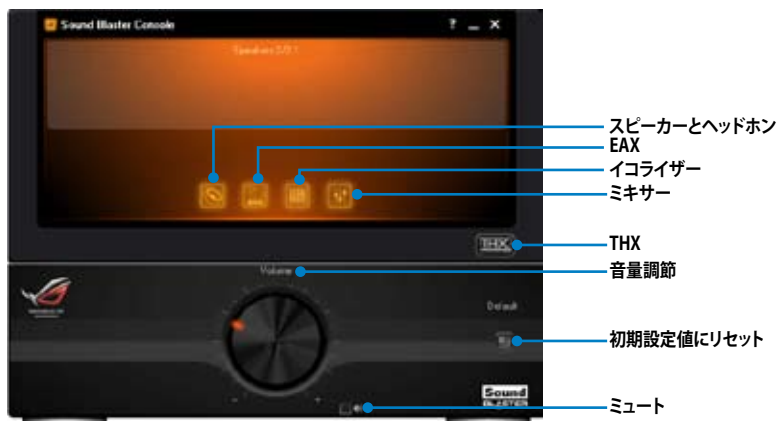 Sound Blaster Console ? _ X
Speakers 2/2.1
スピーカーとヘッドホン
EAX
イコライザー
ミキサー
THX
THX
Volume
音量調節
Default
初期設定値にリセット
- +
Sound
BLASTER
ミュート